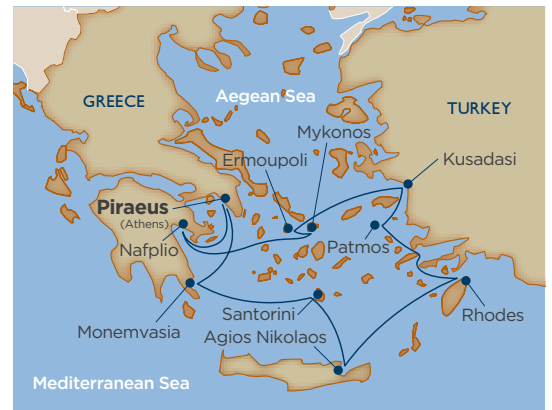 Aegean Sea
GREECE
TURKEY
Mykonos
Ermoupoli
Kusadasi
Piraeus
(Athens)
Nafplio
Patmos
Santorini
Rhodes
Monemvasia
Agios Nikolaos
Mediterranean Sea